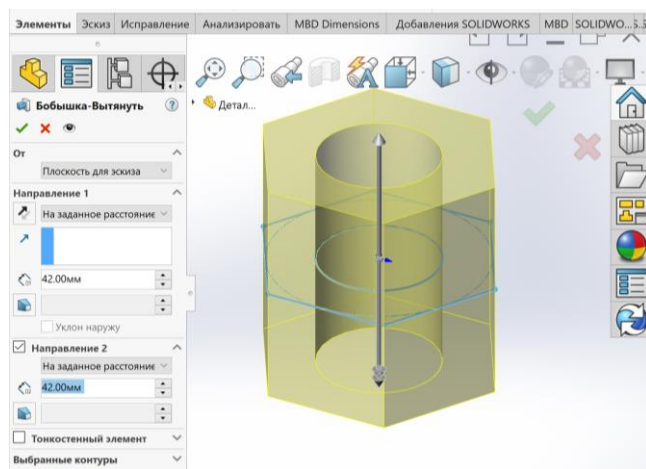 Элементы Эскиз Исправление Анализировать MBD Dimensions Добавления SOLIDWORKS MBD SOLIDWO...
Бобышка-Вытянуть
Детал...
От
Плоскость для эскиза
Направление 1
На заданное расстояние
42.00мм
Уклон наружу
Направление 2
На заданное расстояние
42.00мм
Тонкостенный элемент
Выбранные контуры